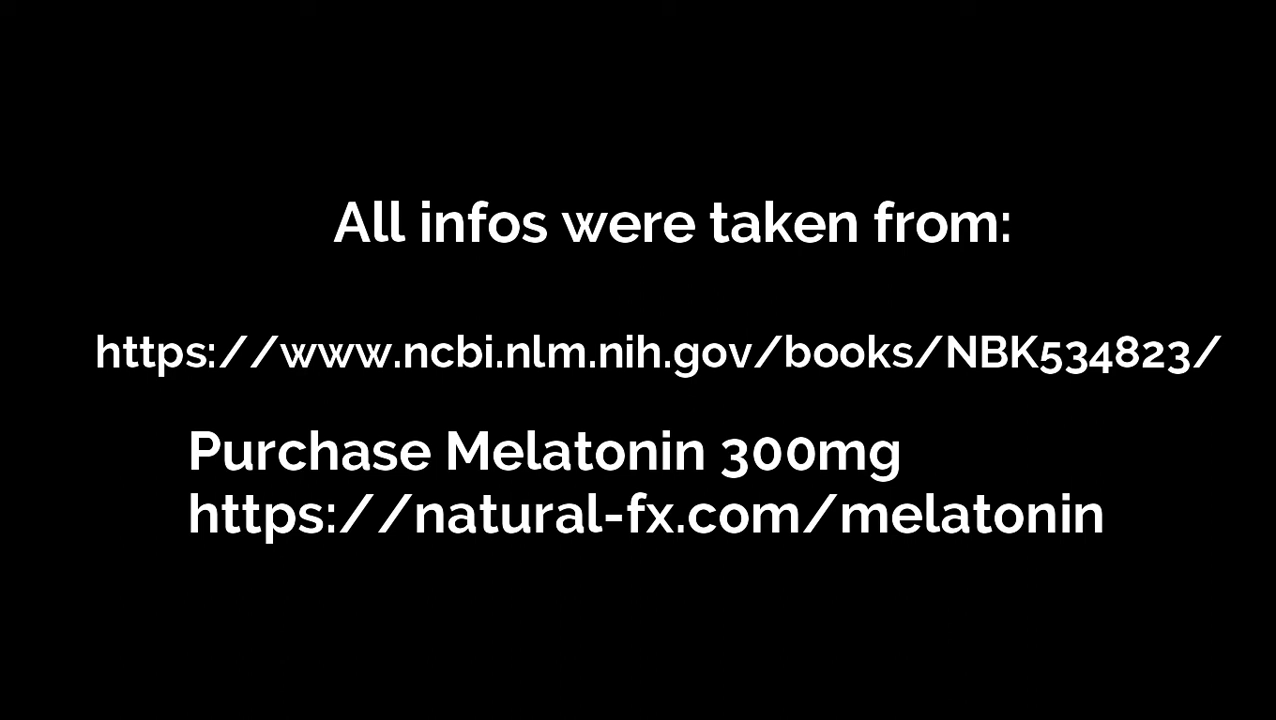 All infos were taken from:
https://www.ncbi.nlm.nih.gov/books/NBK534823/
Purchase Melatonin 300mg
https://natural-fx.com/melatonin